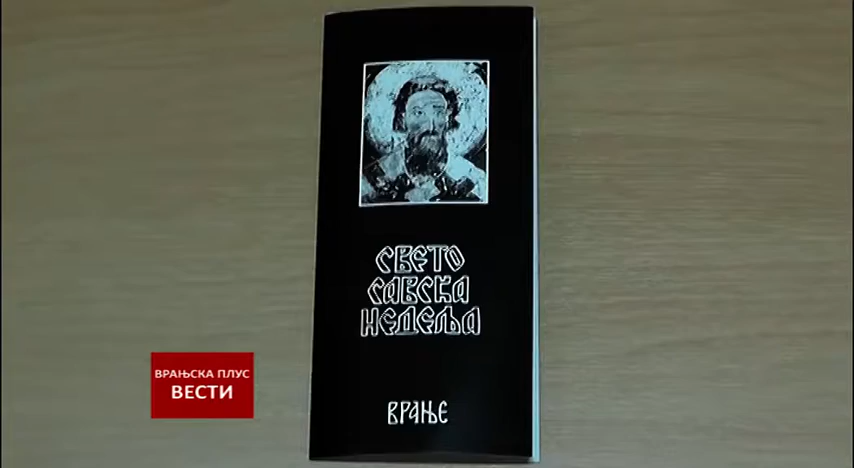 СВЕТО
САВСКА
НЕДЕЉА
ВРАЊЕ
ВРАЊСКА ПЛУС
ВЕСТИ